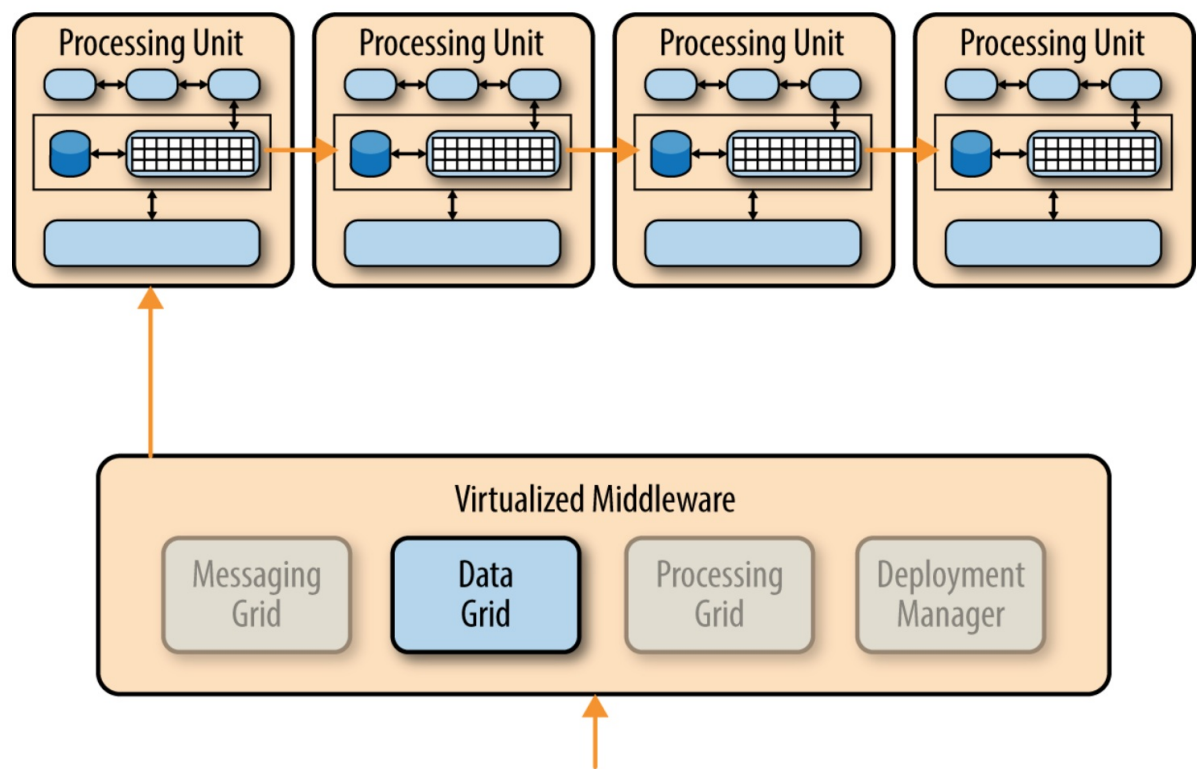 Processing Unit
Processing Unit
Processing Unit
Processing Unit
Virtualized Middleware
Messaging
Grid
Data
Grid
Processing
Grid
Deployment
Manager